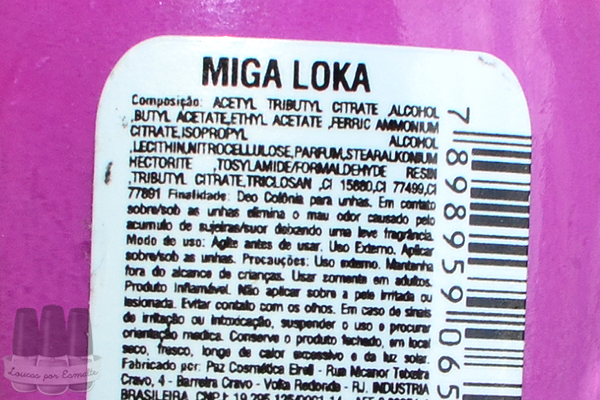 MIGA LOKA
Composição: ACETYL TRIBUTYL CITRATE ,ALCOHOL
,BUTYL ACETATE,ETHYL ACETATE ,FERRIC AMMONIUM
CITRATE,ISOPROPYL ALCOHOL
,LECITHIN,NITROCELLULOSE,PARFUM,STEARALKONIUM
HECTORITE ,TOSYLAMIDE/FORMALDEHYDE RESIN
,TRIBUTYL CITRATE,TRICLOSAN ,CI 15880,CI 77499,CI
77891 Finalidade: Deo Colônia para unhas. Em contato
sobre/sob as unhas elimina o mau odor causado pelo
acumulo de sujeiras/suor deixando uma leve fragrância.
Modo de uso: Agite antes de usar. Uso Externo. Aplicar
sobre/sob as unhas. Precauções: Uso externo. Mantenha
fora do alcance de crianças. Usar somente em adultos.
Produto Inflamável. Não aplicar sobre a pele irritada ou
lesionada. Evitar contato com os olhos. Em caso de sinais
de irritação ou intoxicação, suspender o uso e procurar
orientação medica. Conserve o produto fechado, em local
seco, fresco, longe de calor excessivo e da luz solar.
Fabricado por: Paz Cosmética Eireli - Rua Nicanor Teixeira
Cravo, 4 - Barreira Cravo - Volta Redonda - RJ. INDUSTRIA
BRASILEIRA. CNPJ:
7 898959 065
Loucas por Esmalte